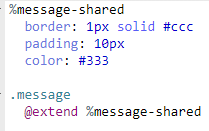 %message-shared
  border: 1px solid #ccc
  padding: 10px
  color: #333

.message
  @extend %message-shared